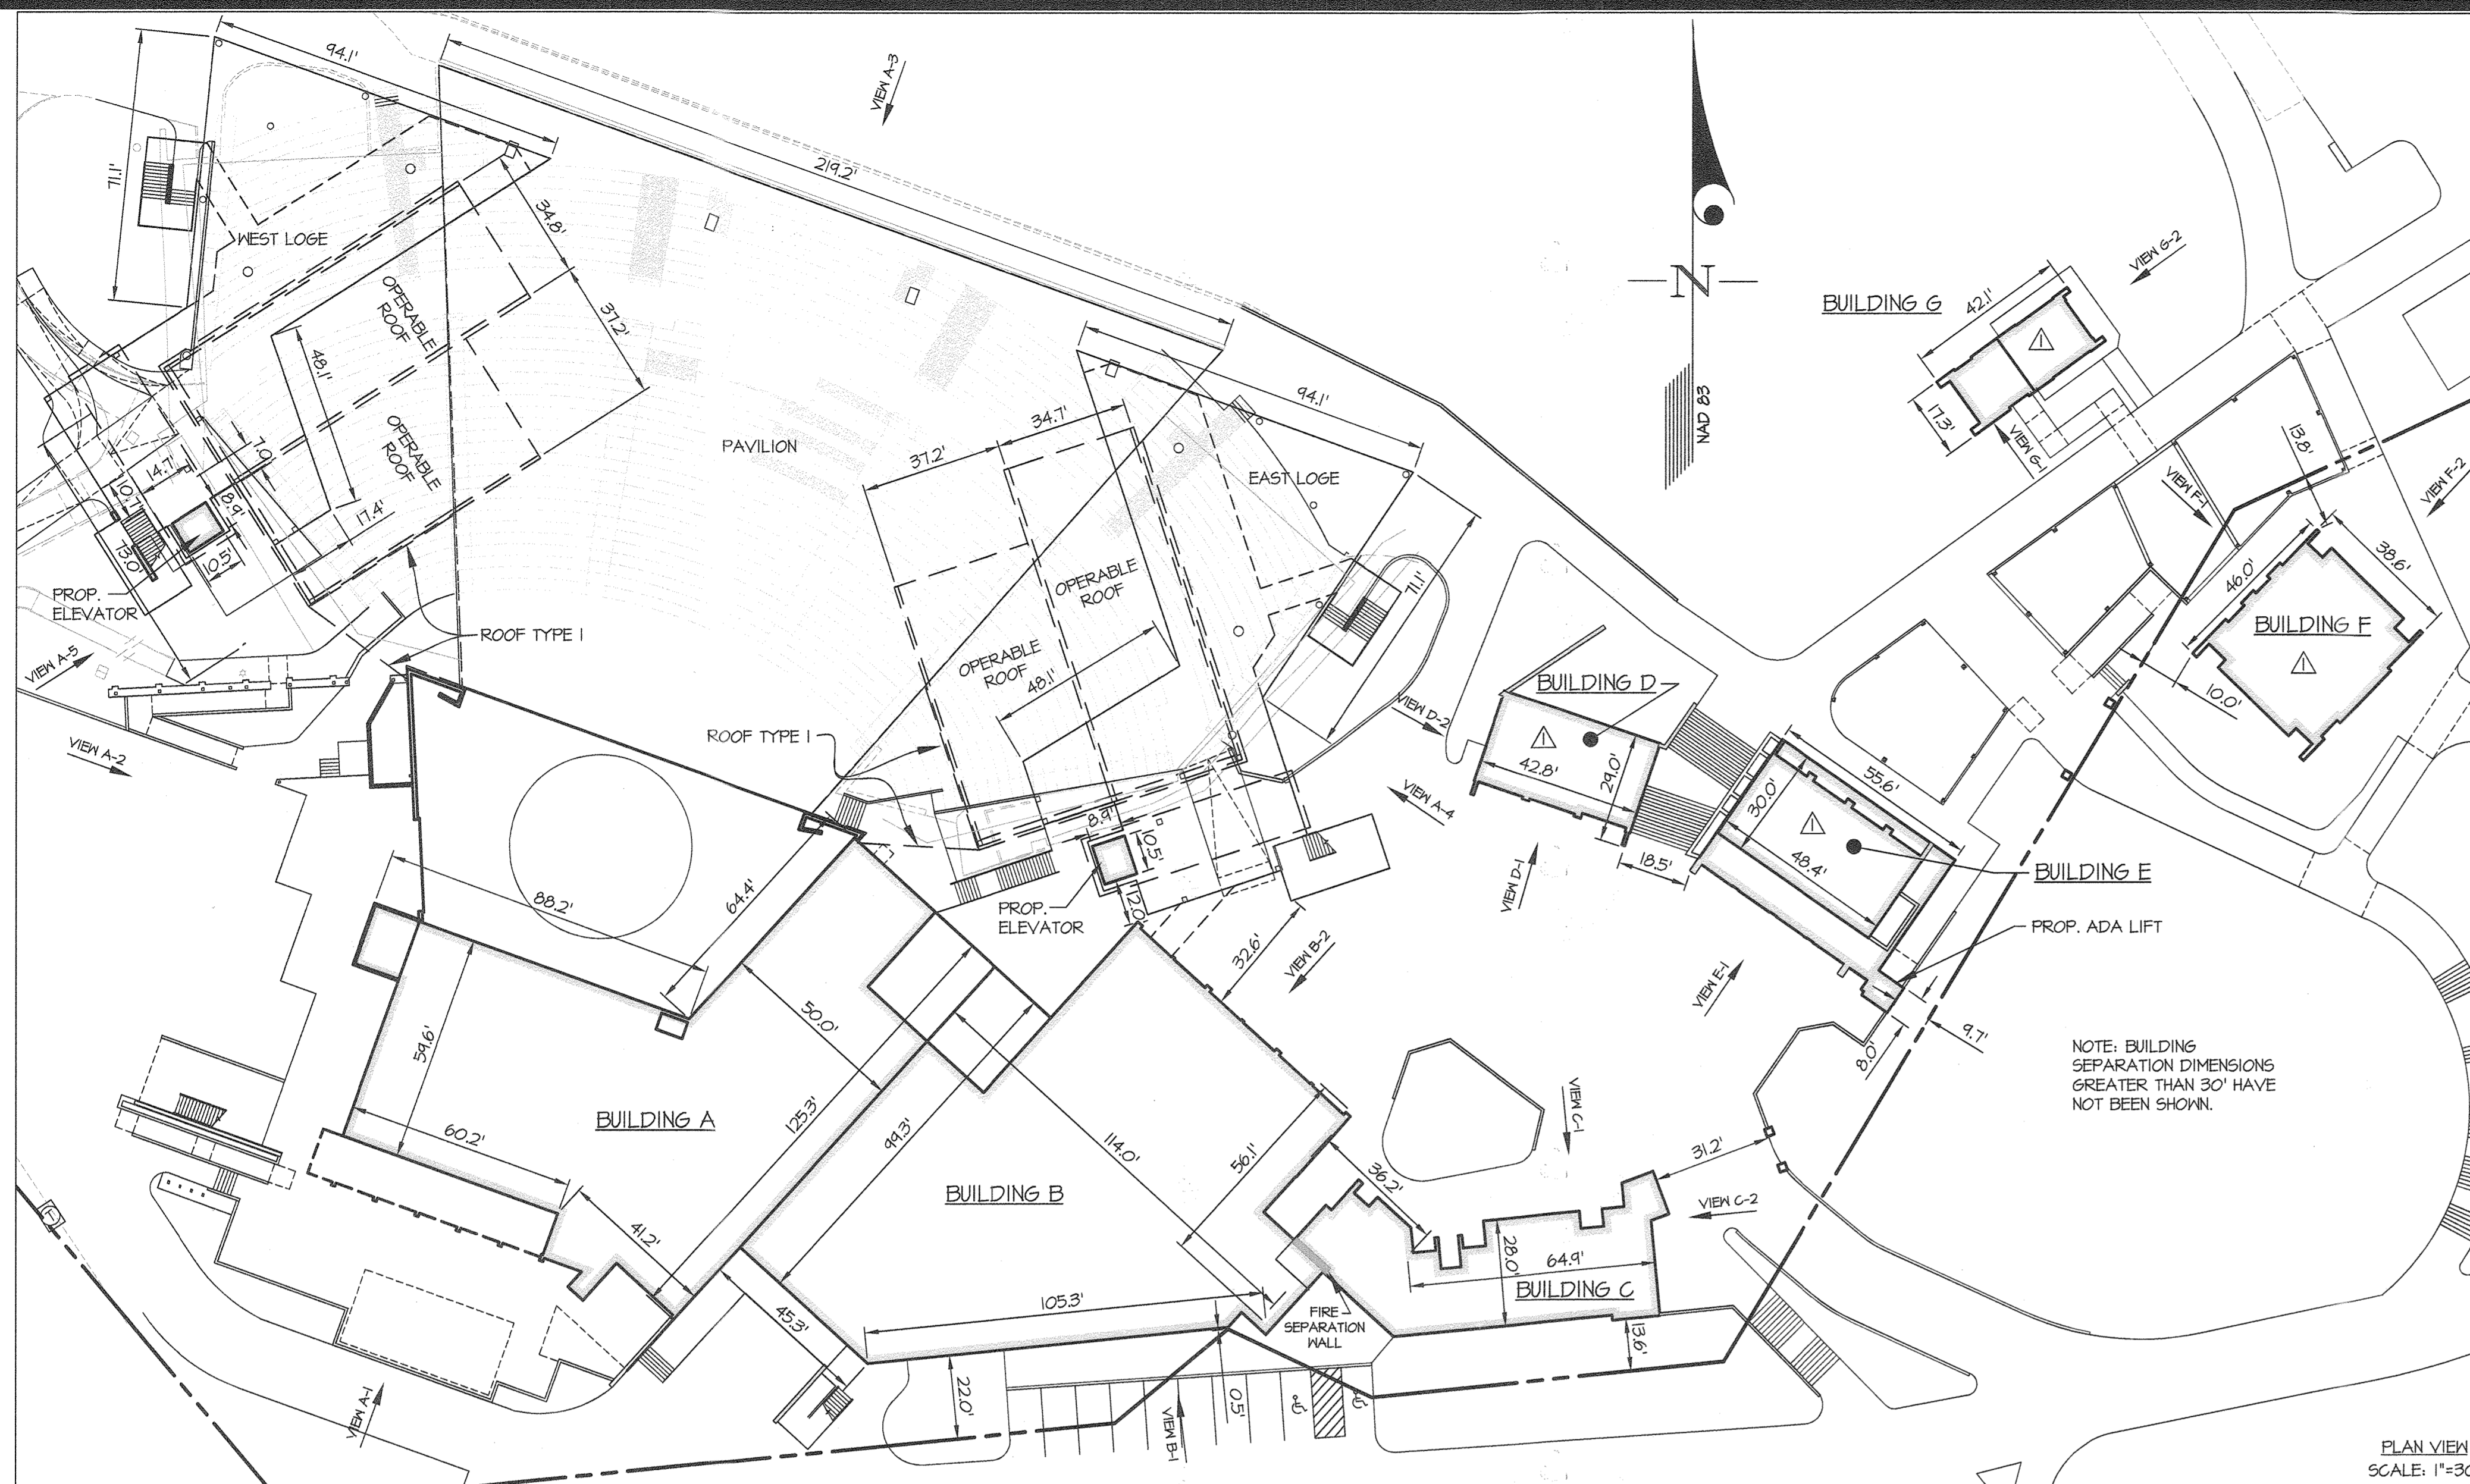 94.1'
VIEW A-3
71.1'
219.2'
34.8'
WEST LOGE
OPERABLE
ROOF
37.2'
48.1'
OPERABLE
ROOF
PAVILION
N
NAD 83
BUILDING G
42.1'
VIEW G-2
17.3'
VIEW G-1
94.1'
34.7'
37.2'
EAST LOGE
13.8'
VIEW F-1
VIEW F-2
1.0'
14.7'
10.7'
8.9'
17.4'
13.0'
10.5'
PROP.
ELEVATOR
ROOF TYPE 1
VIEW A-5
VIEW A-2
OPERABLE
ROOF
OPERABLE
ROOF
48.1'
71.1'
46.0'
38.6'
BUILDING F
1
10.0'
ROOF TYPE 1
VIEW D-2
BUILDING D
1
42.8'
29.0'
VIEW A-4
18.5'
VIEW D-1
55.6'
30.0'
1
48.4'
BUILDING E
PROP. ADA LIFT
8.9'
10.5'
12.0'
PROP.
ELEVATOR
88.2'
64.4'
32.6'
VIEW B-2
VIEW E-1
9.7'
8.0'
59.6'
50.0'
NOTE: BUILDING
SEPARATION DIMENSIONS
GREATER THAN 30' HAVE
NOT BEEN SHOWN.
BUILDING A
60.2'
125.3'
99.3'
114.0'
56.1'
VIEW C-1
31.2'
36.2'
VIEW C-2
BUILDING B
41.2'
28.0'
64.9'
BUILDING C
45.3'
105.3'
FIRE
SEPARATION
WALL
13.6'
22.0'
0.5'
VIEW A-1
VIEW B-1
1
PLAN VIEW
SCALE: 1"=30